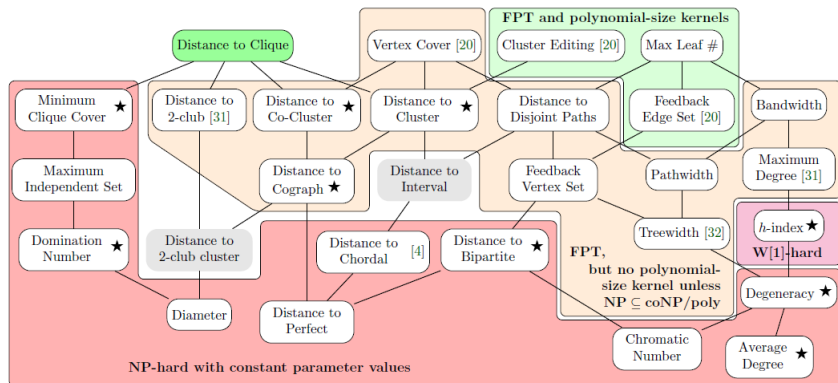 FPT and polynomial-size kernels
Distance to Clique
Vertex Cover [20]
Cluster Editing [20]
Max Leaf #
Minimum
Clique Cover ★
Distance to
2-club [31]
Distance to
Co-Cluster ★
Distance to
Cluster ★
Distance to
Disjoint Paths
Feedback
Edge Set [20]
Bandwidth
Maximum
Independent Set
Distance to
Cograph ★
Distance to
Interval
Feedback
Vertex Set
Pathwidth
Maximum
Degree [31]
Domination
Number ★
Distance to
2-club cluster
Distance to
Chordal [4]
Distance to
Bipartite ★
Treewidth [32]
h-index ★
W[1]-hard
FPT,
but no polynomial-
size kernel unless
NP ⊆ coNP/poly
Diameter
Distance to
Perfect
Chromatic
Number
Degeneracy ★
Average
Degree ★
NP-hard with constant parameter values